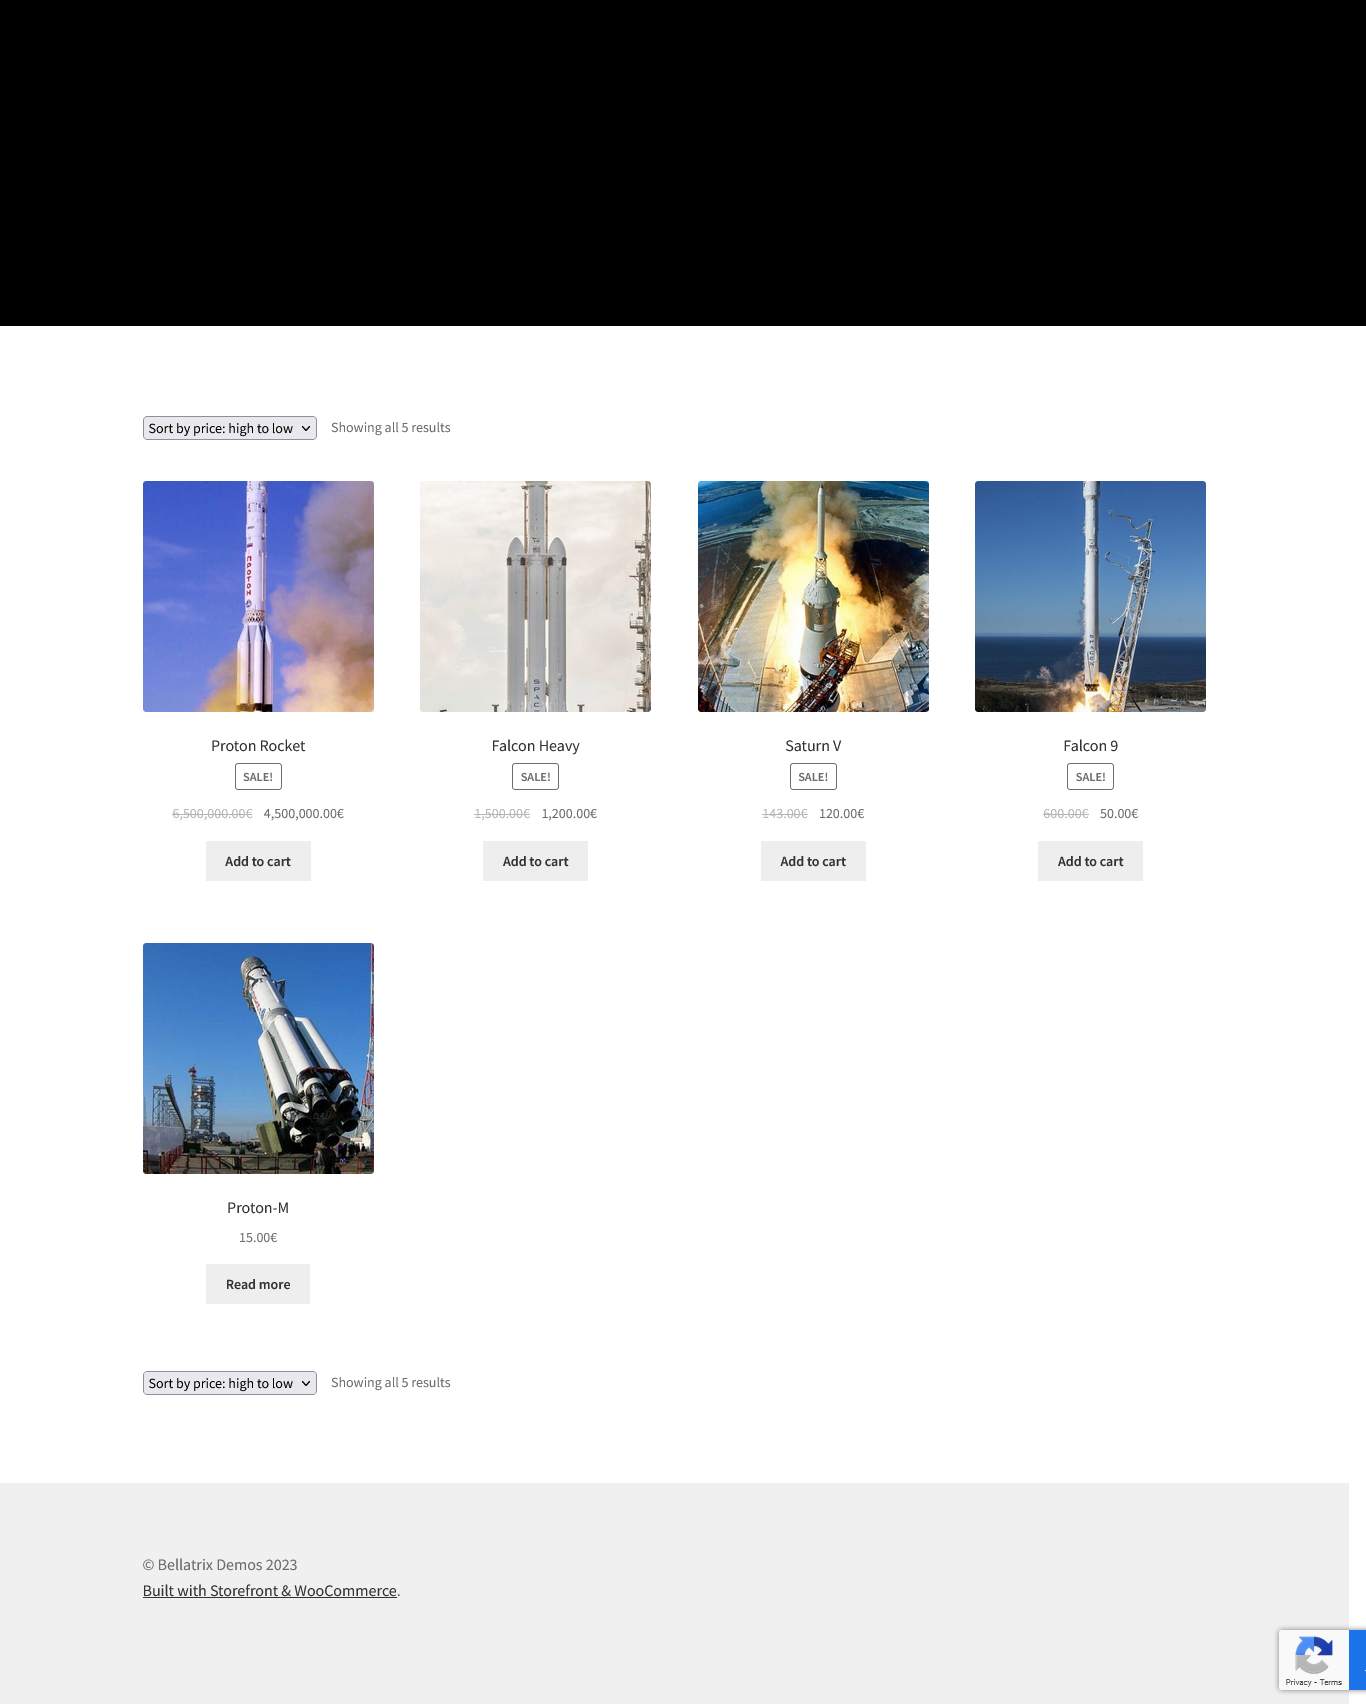 Sort by price: high to low Showing all 5 results
ПРОТОН
SPAC
Proton Rocket
SALE!
6,500,000.00€ 4,500,000.00€
Add to cart
Falcon Heavy
SALE!
1,500.00€ 1,200.00€
Add to cart
Saturn V
SALE!
143.00€ 120.00€
Add to cart
Falcon 9
SALE!
600.00€ 50.00€
Add to cart
Proton-M
15.00€
Read more
Sort by price: high to low Showing all 5 results
© Bellatrix Demos 2023
Built with Storefront & WooCommerce.
Privacy - Terms